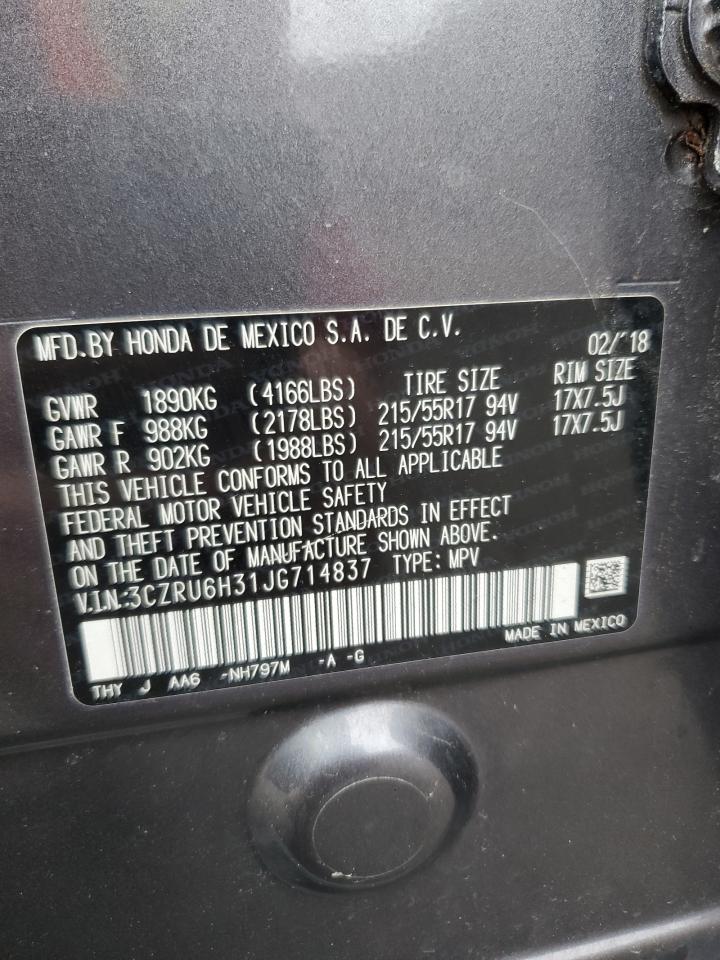 MFD.BY HONDA DE MEXICO S.A. DE C.V. 02/'18
GVWR 1890KG (4166LBS) TIRE SIZE RIM SIZE
GAWR F 988KG (2178LBS) 215/55R17 94V 17X7.5J
GAWR R 902KG (1988LBS) 215/55R17 94V 17X7.5J
THIS VEHICLE CONFORMS TO ALL APPLICABLE
FEDERAL MOTOR VEHICLE SAFETY
AND THEFT PREVENTION STANDARDS IN EFFECT
ON THE DATE OF MANUFACTURE SHOWN ABOVE.
V.I.N:3CZRU6H31JG714837 TYPE: MPV
MADE IN MEXICO
THY J AA6 -NH797M -A -G